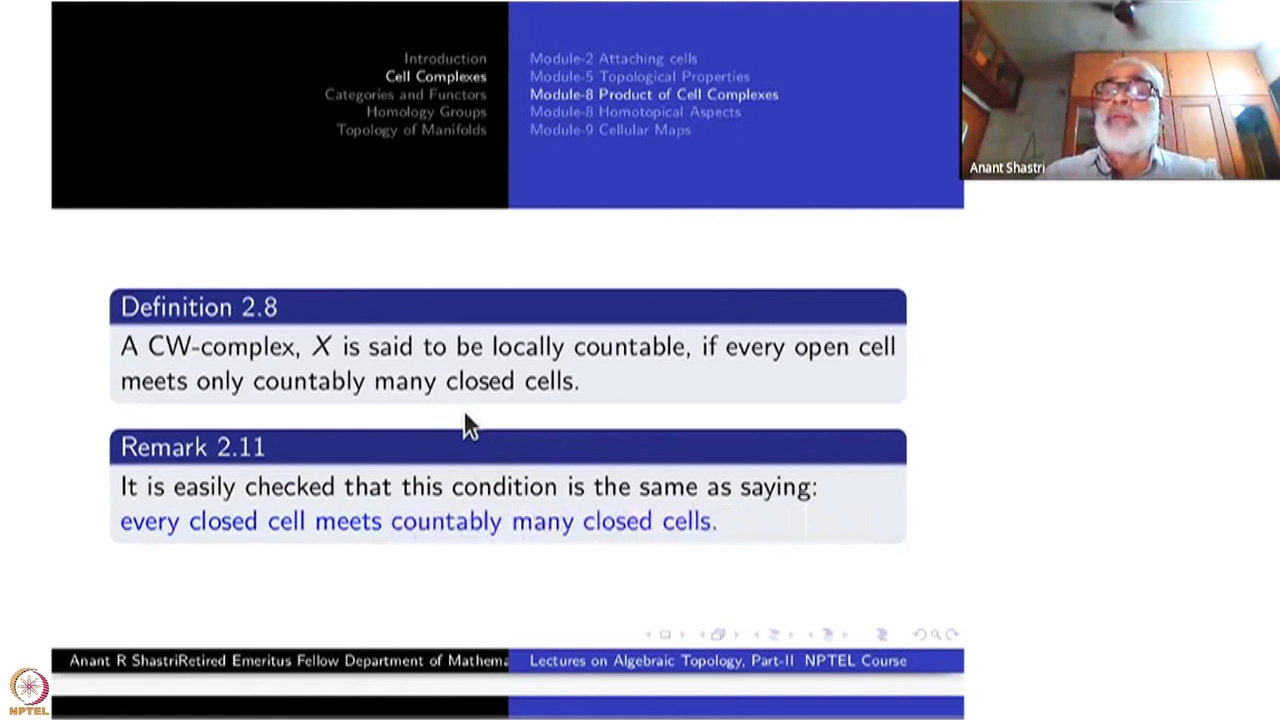 Introduction
Cell Complexes
Categories and Functors
Homology Groups
Topology of Manifolds
Module-2 Attaching cells
Module-5 Topological Properties
Module-8 Product of Cell Complexes
Module-8 Homotopical Aspects
Module-9 Cellular Maps
Anant Shastri
Definition 2.8
A CW-complex, X is said to be locally countable, if every open cell
meets only countably many closed cells.
Remark 2.11
It is easily checked that this condition is the same as saying:
every closed cell meets countably many closed cells.
Anant R ShastriRetired Emeritus Fellow Department of Mathema
Lectures on Algebraic Topology, Part-II NPTEL Course
NPTEL